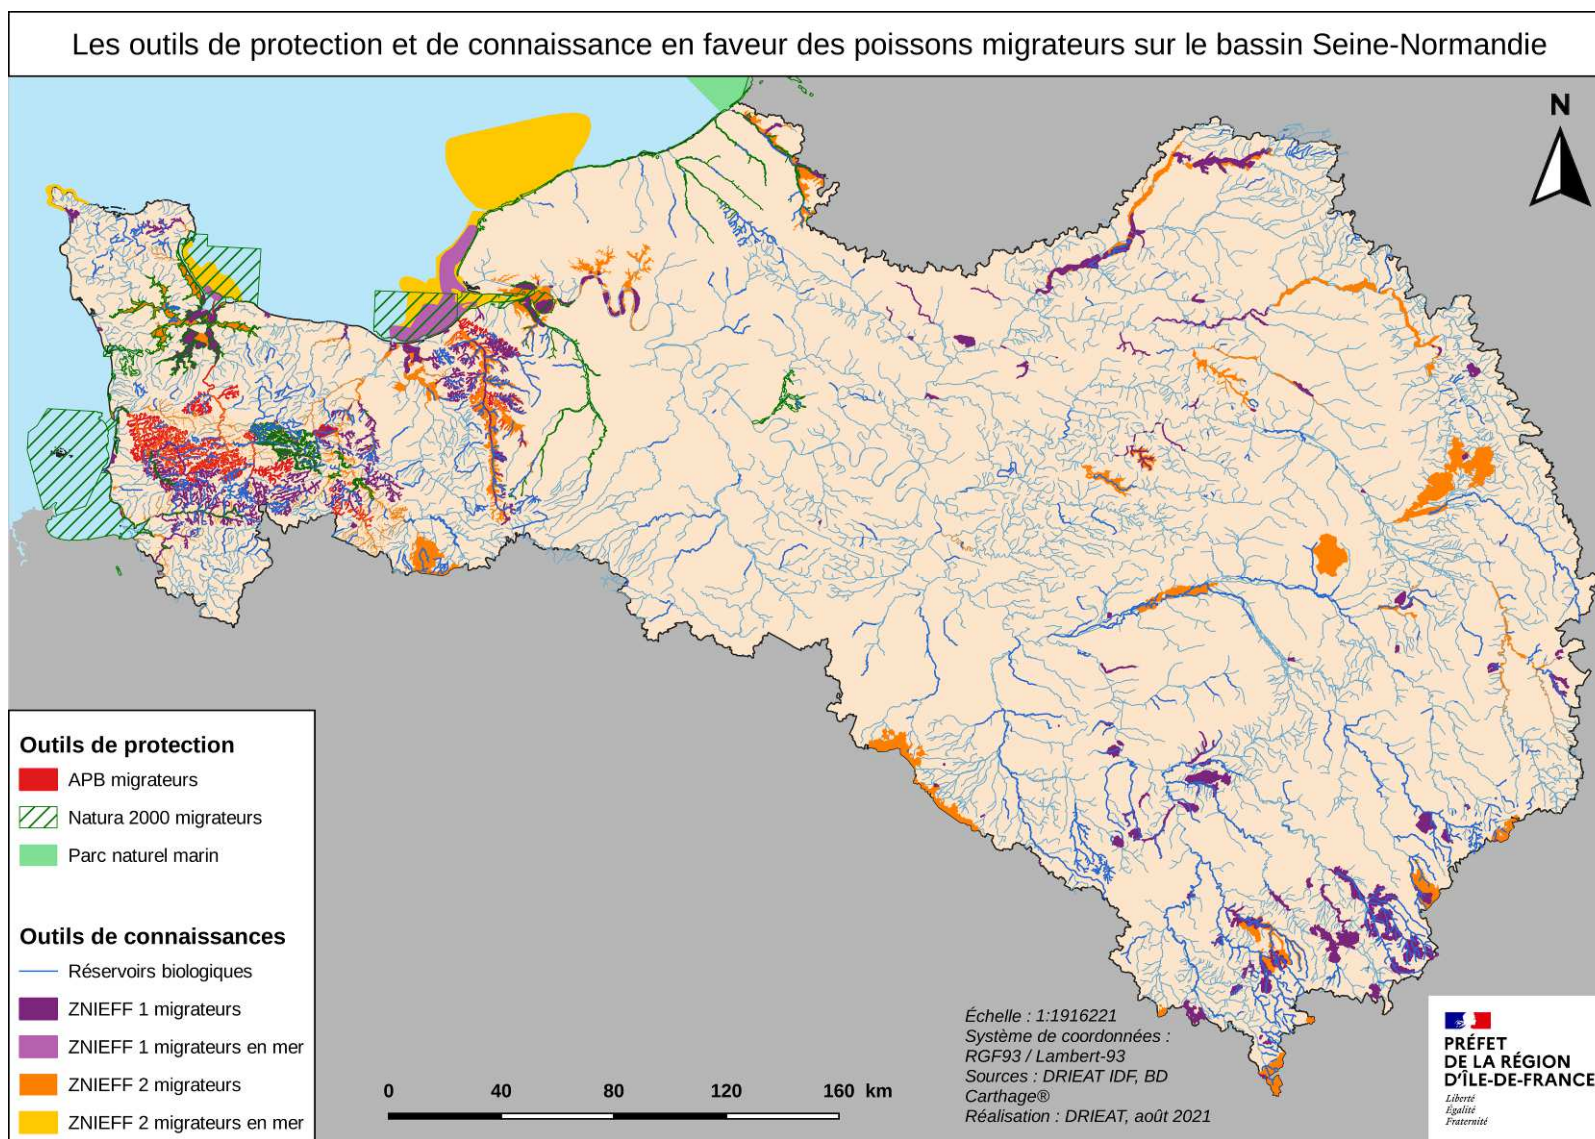 Les outils de protection et de connaissance en faveur des poissons migrateurs sur le bassin Seine-Normandie
N
Outils de protection
APB migrateurs
Natura 2000 migrateurs
Parc naturel marin
Outils de connaissances
Réservoirs biologiques
ZNIEFF 1 migrateurs
ZNIEFF 1 migrateurs en mer
ZNIEFF 2 migrateurs
ZNIEFF 2 migrateurs en mer
0 40 80 120 160 km
Échelle : 1:1916221
Système de coordonnées :
RGF93 / Lambert-93
Sources : DRIEAT IDF, BD
Carthage®
Réalisation : DRIEAT, août 2021
PRÉFET
DE LA RÉGION
D'ÎLE-DE-FRANCE
Liberté
Égalité
Fraternité